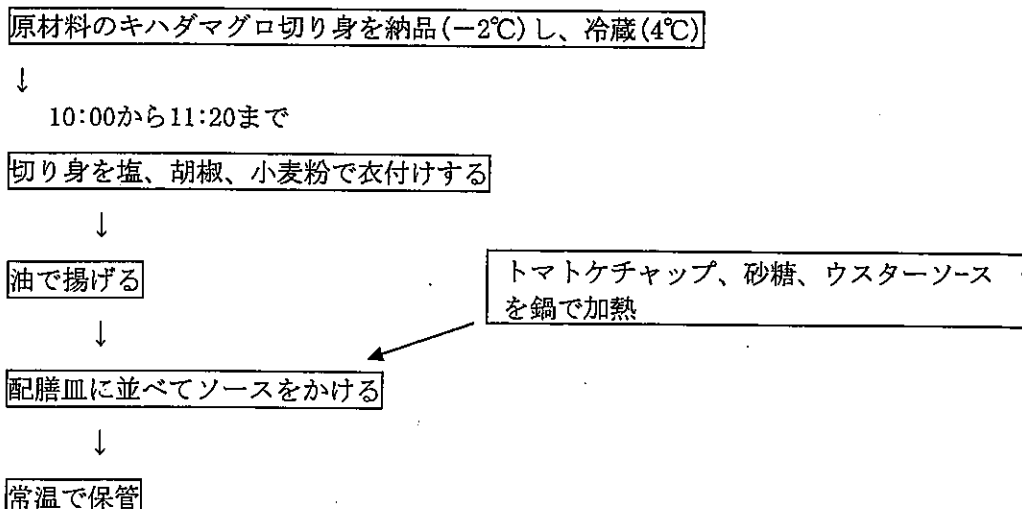 原材料のキハダマグロ切り身を納品(−2℃)し、冷蔵(4℃)
↓
10:00から11:20まで
切り身を塩、胡椒、小麦粉で衣付けする
↓
油で揚げる
トマトケチャップ、砂糖、ウスターソース
を鍋で加熱
↓
配膳皿に並べてソースをかける
↓
常温で保管